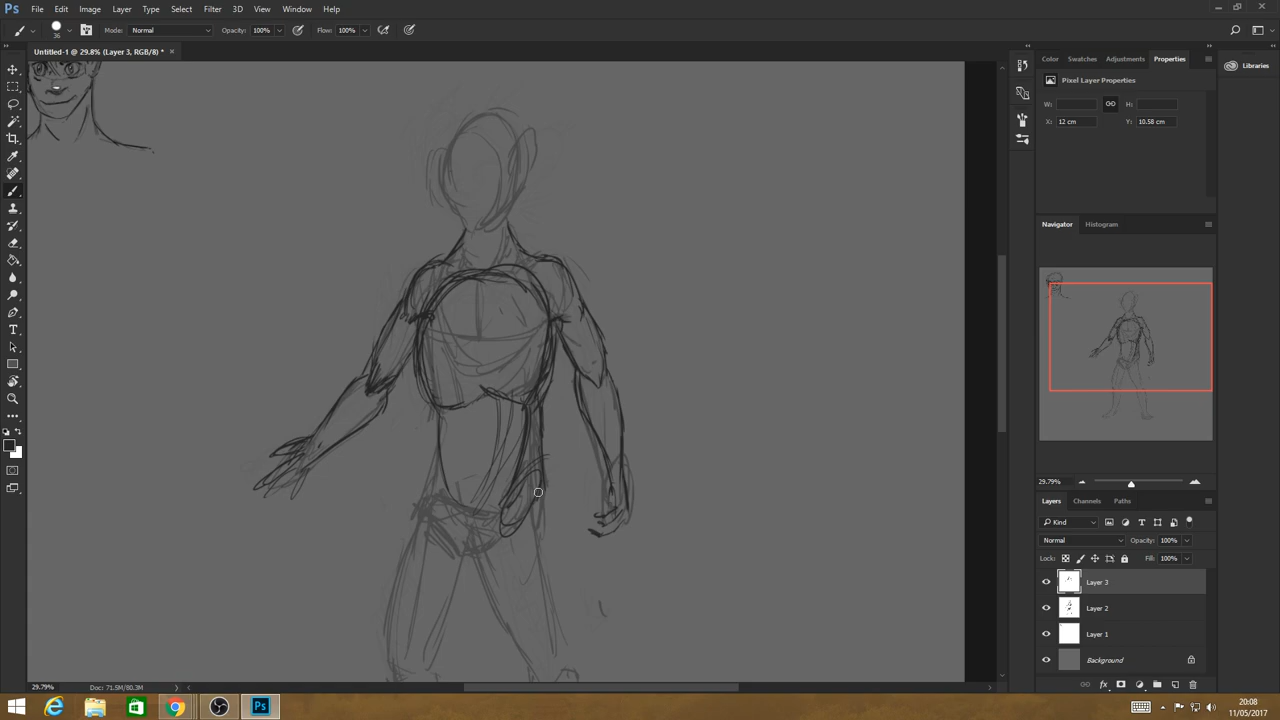 Ps File Edit Image Layer Type Select Filter 3D View Window Help
36 Mode: Normal Opacity: 100% Flow: 100%
Untitled-1 @ 29.8% (Layer 3, RGB/8) * ×
Color Swatches Adjustments Properties
Libraries
Pixel Layer Properties
W: H:
X: 12 cm Y: 10.58 cm
Navigator Histogram
29.79%
Layers Channels Paths
Kind
Normal Opacity: 100%
Lock: Fill: 100%
Layer 3
Layer 2
Layer 1
Background
29.79% Doc: 71.5M/80.3M
Ps
20:08
11/05/2017